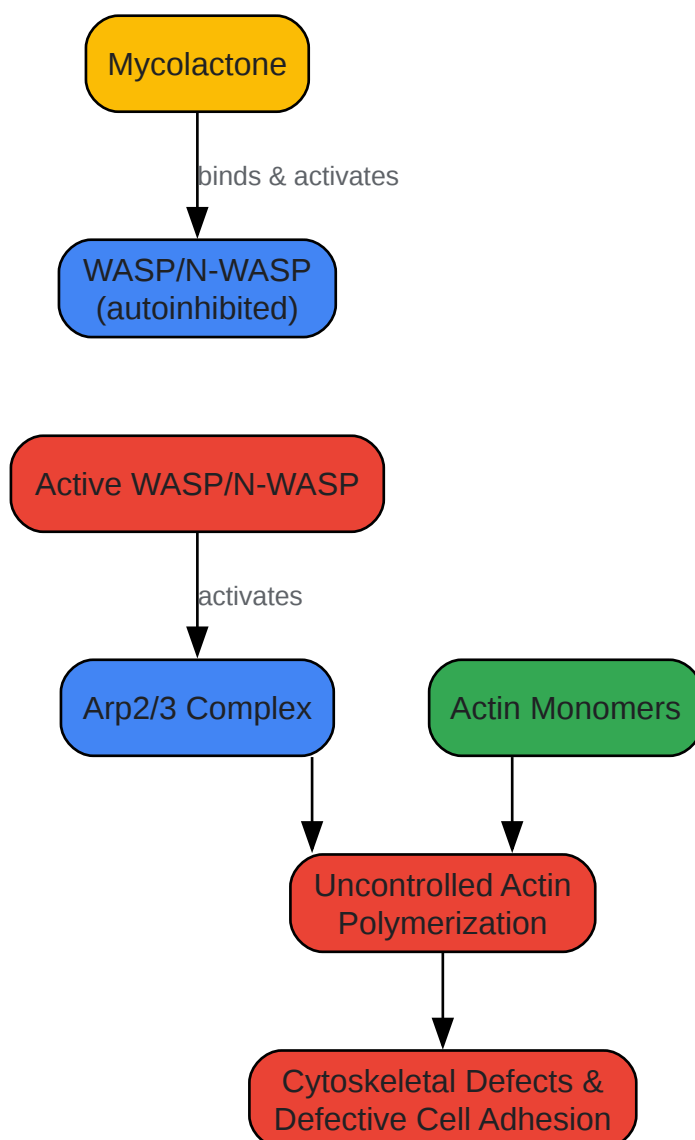 Mycolactone
binds & activates
WASP/N-WASP
(autoinhibited)
Active WASP/N-WASP
activates
Arp2/3 Complex
Actin Monomers
Uncontrolled Actin
Polymerization
Cytoskeletal Defects &
Defective Cell Adhesion